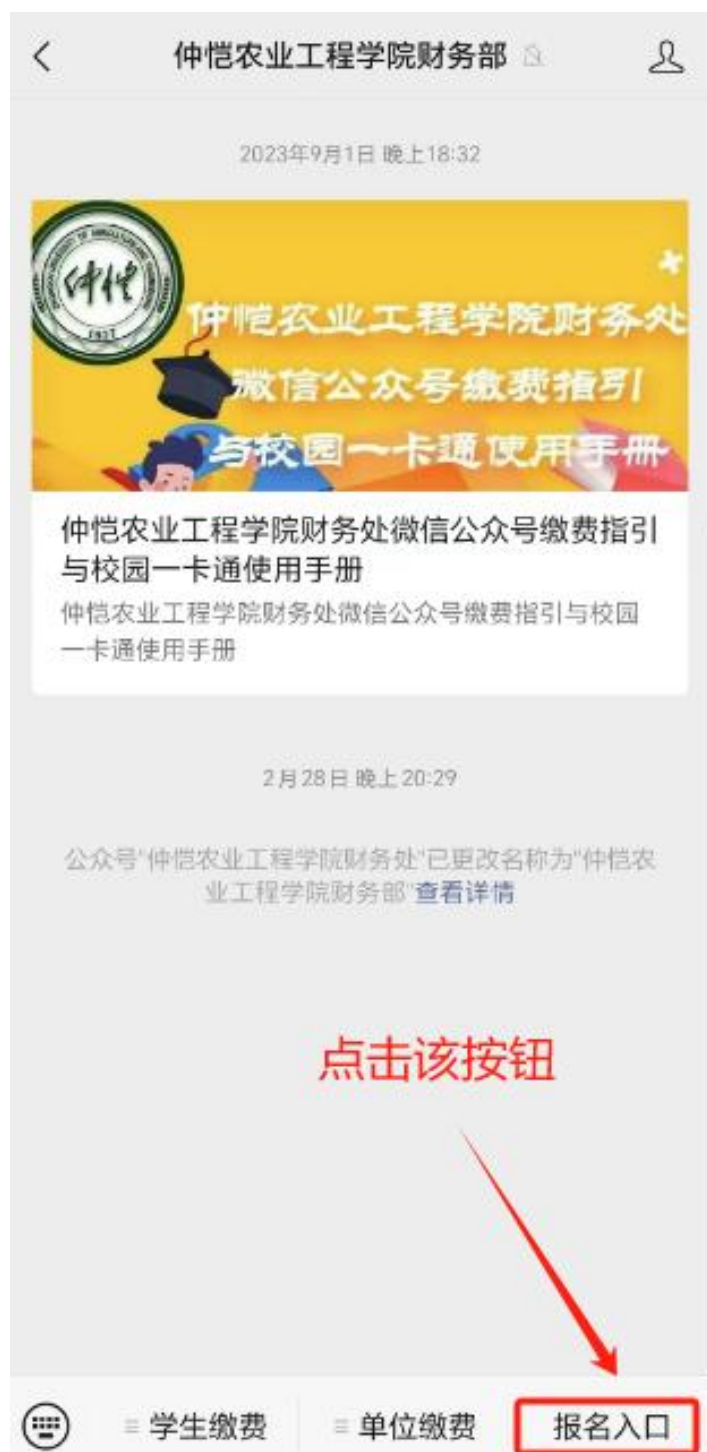 仲恺农业工程学院财务部
2023年9月1日 晚上18:32
仲恺
1927
仲恺农业工程学院财务处
微信公众号缴费指引
与校园一卡通使用手册
仲恺农业工程学院财务处微信公众号缴费指引
与校园一卡通使用手册
仲恺农业工程学院财务处微信公众号缴费指引与校园
一卡通使用手册
2月28日 晚上20:29
公众号"仲恺农业工程学院财务处"已更改名称为"仲恺农
业工程学院财务部"查看详情
点击该按钮
学生缴费 单位缴费 报名入口